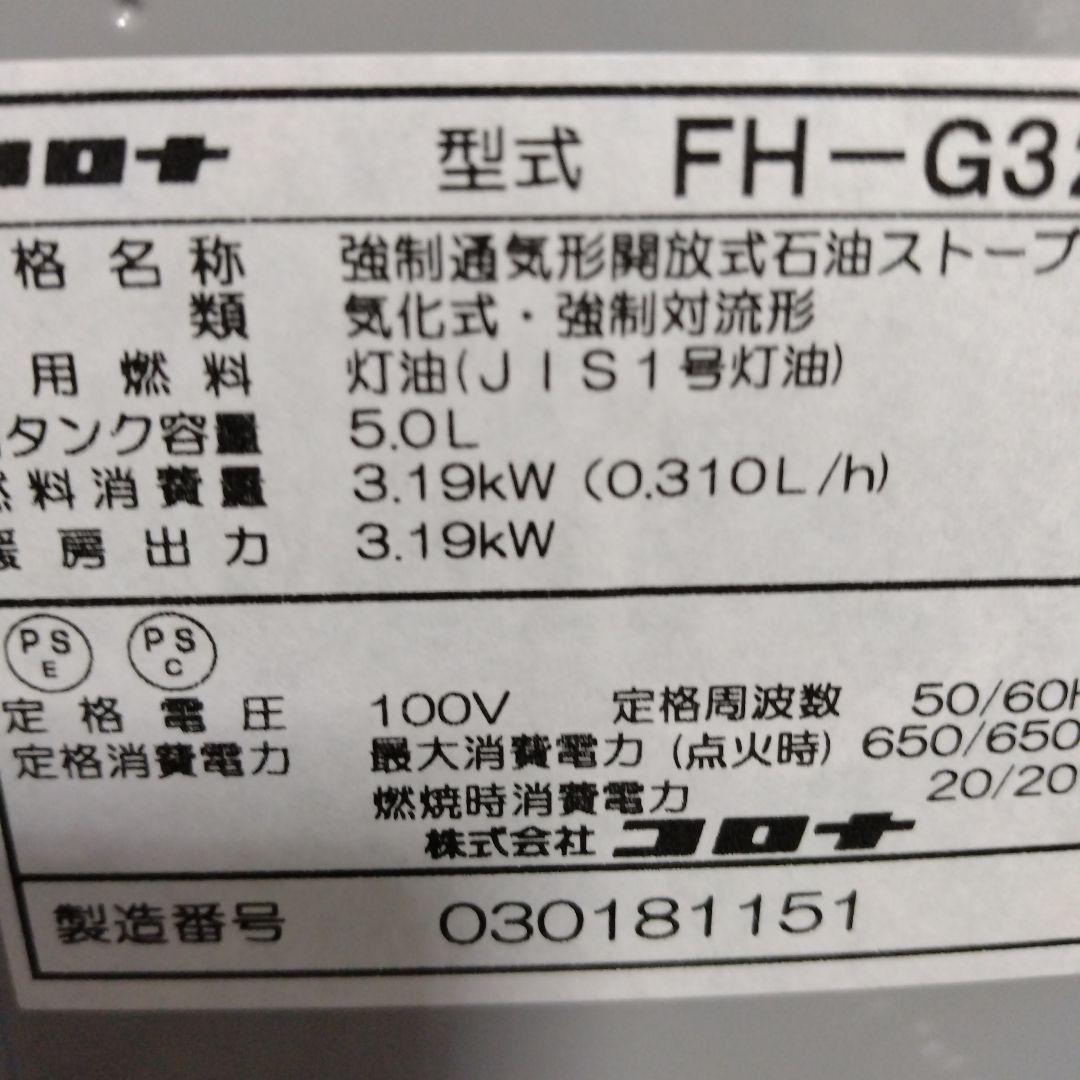 コロナ 型式 FH-G32
格名称 強制通気形開放式石油ストーブ
類 気化式・強制対流形
用燃料 灯油(JIS1号灯油)
タンク容量 5.0L
料消費量 3.19kW (0.310L/h)
暖房出力 3.19kW
PSE PSC
定格電圧 100V 定格周波数 50/60H
定格消費電力 最大消費電力 (点火時) 650/650
燃焼時消費電力 20/20
株式会社 コロナ
製造番号 030181151